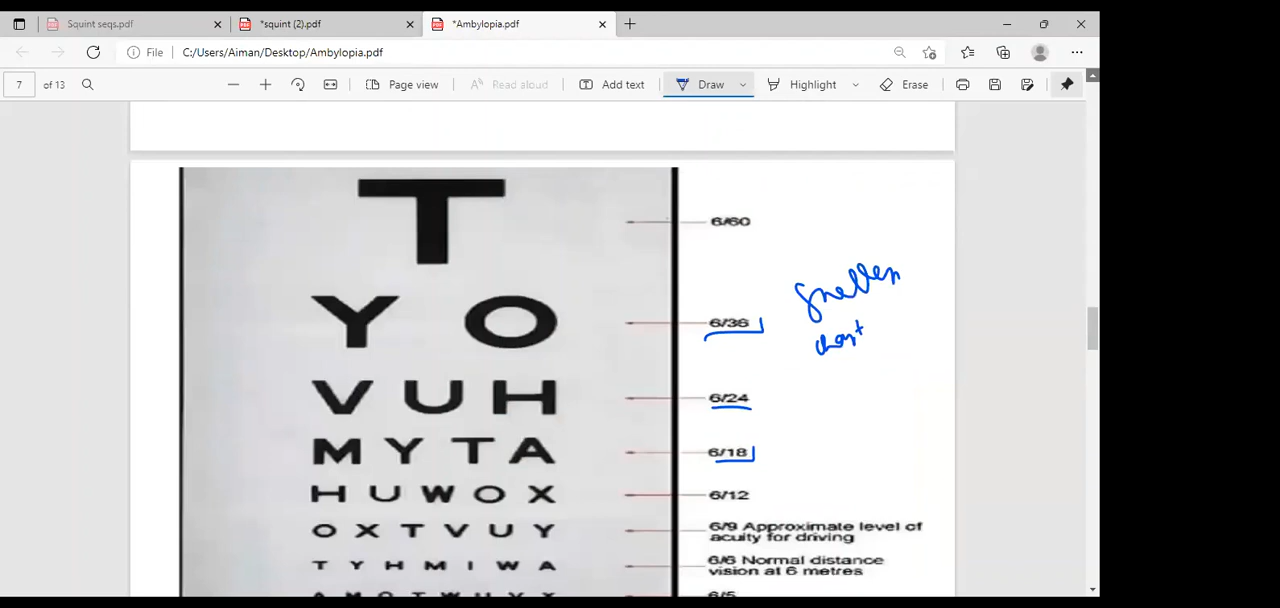 Squint seqs.pdf
*squint (2).pdf
*Ambylopia.pdf
File C:/Users/Aiman/Desktop/Ambylopia.pdf
7 of 13
Page view
Read aloud
Add text
Draw
Highlight
Erase
T 6/60
Y O 6/36
Snellen
chart
V U H 6/24
M Y T A 6/18
H U W O X 6/12
O X T V U Y 6/9 Approximate level of
acuity for driving
T Y H M I W A 6/6 Normal distance
vision at 6 metres
6/5